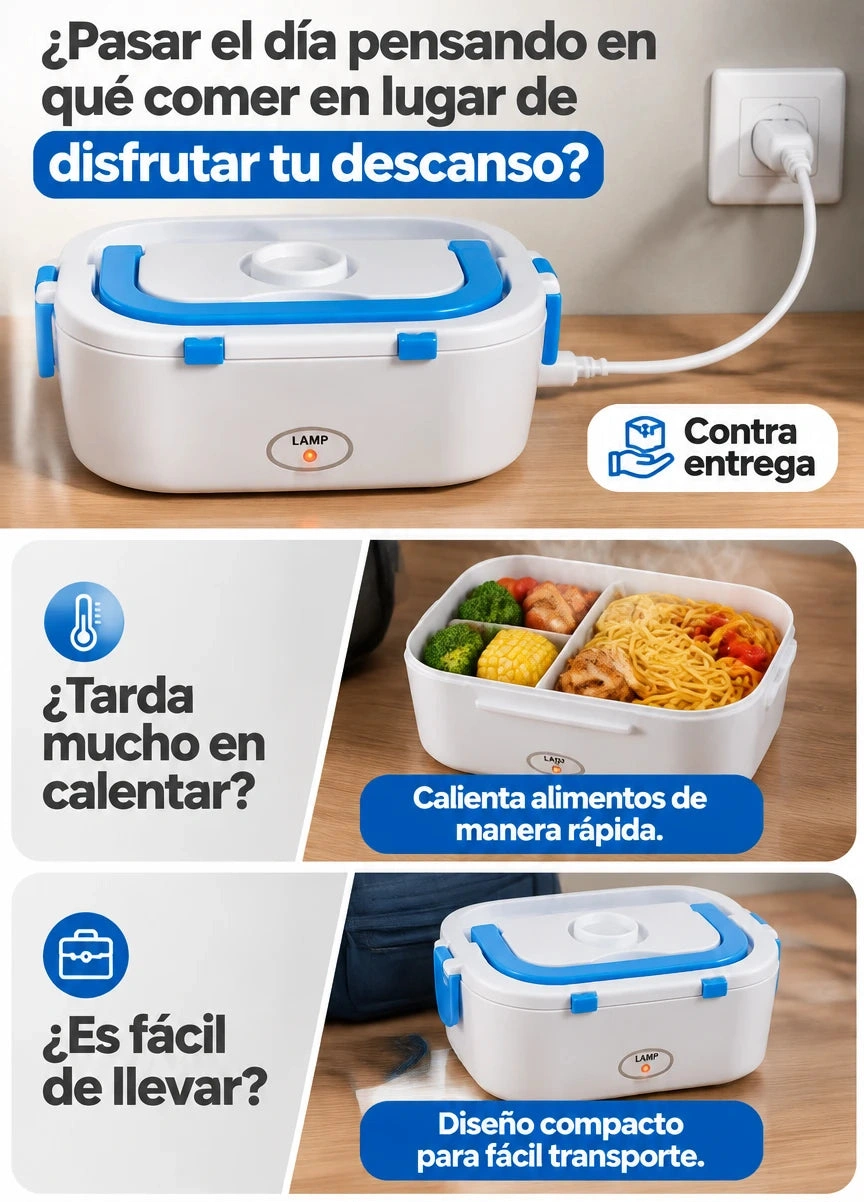 ¿Pasar el día pensando en
qué comer en lugar de
disfrutar tu descanso?
LAMP
Contra
entrega
¿Tarda
mucho en
calentar?
Calienta alimentos de
manera rápida.
¿Es fácil
de llevar?
LAMP
Diseño compacto
para fácil transporte.